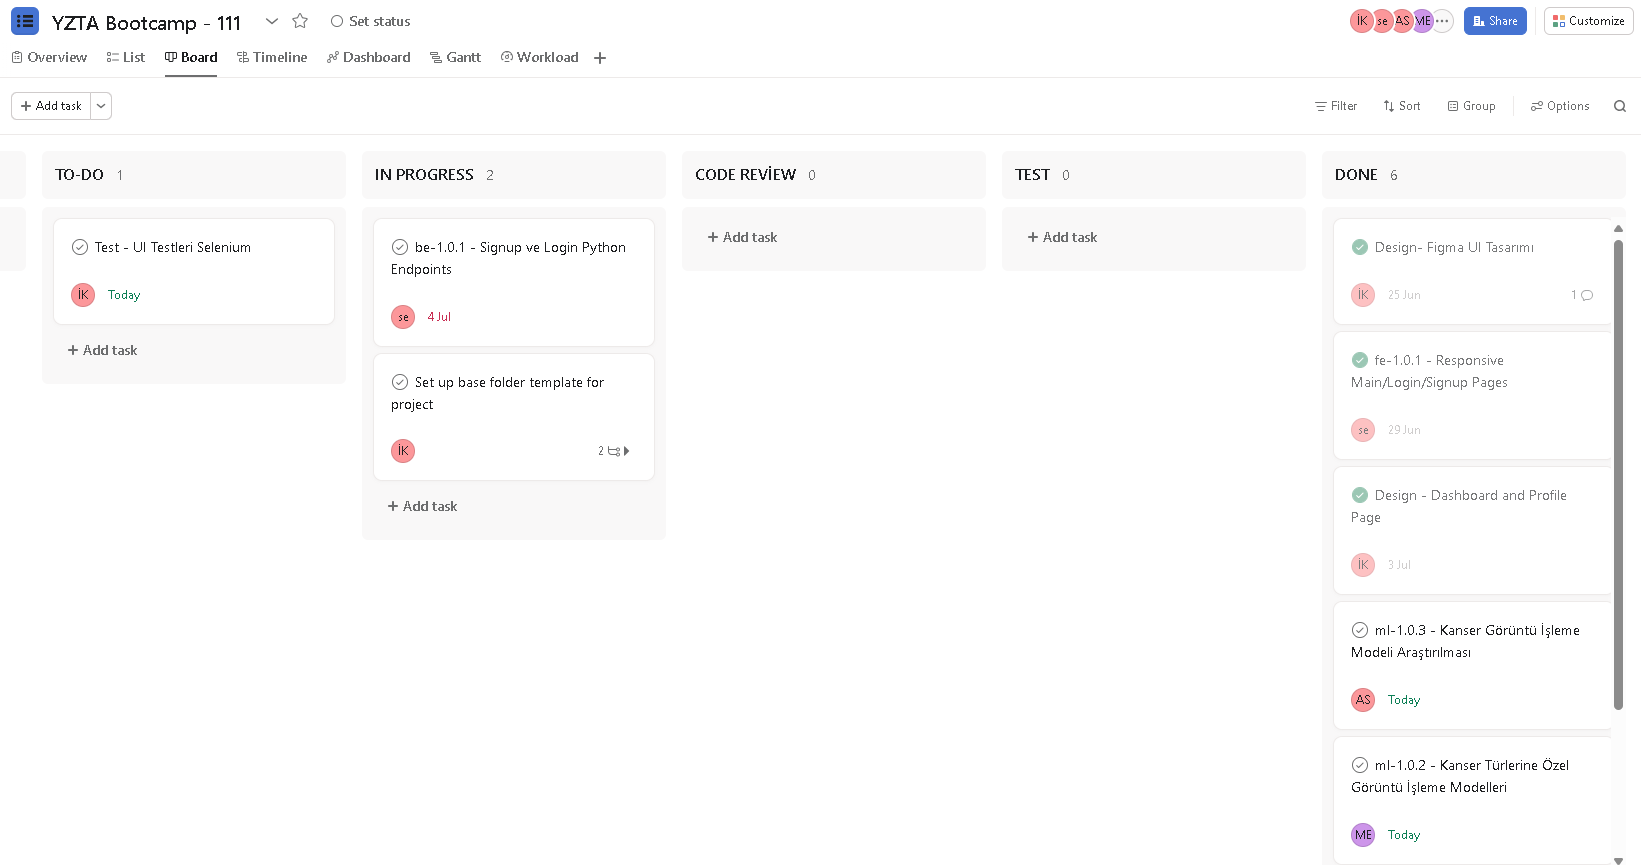 YZTA Bootcamp - 111
Set status
İK se AS ME
Share
Customize
Overview List Board Timeline Dashboard Gantt Workload
Add task
Filter Sort Group Options
TO-DO 1
Test - UI Testleri Selenium
İK Today
Add task
IN PROGRESS 2
be-1.0.1 - Signup ve Login Python
Endpoints
se 4 Jul
Set up base folder template for
project
İK 2
Add task
CODE REVİEW 0
Add task
TEST 0
Add task
DONE 6
Design- Figma UI Tasarımı
İK 25 Jun 1
fe-1.0.1 - Responsive
Main/Login/Signup Pages
se 29 Jun
Design - Dashboard and Profile
Page
İK 3 Jul
ml-1.0.3 - Kanser Görüntü İşleme
Modeli Araştırılması
AS Today
ml-1.0.2 - Kanser Türlerine Özel
Görüntü İşleme Modelleri
ME Today